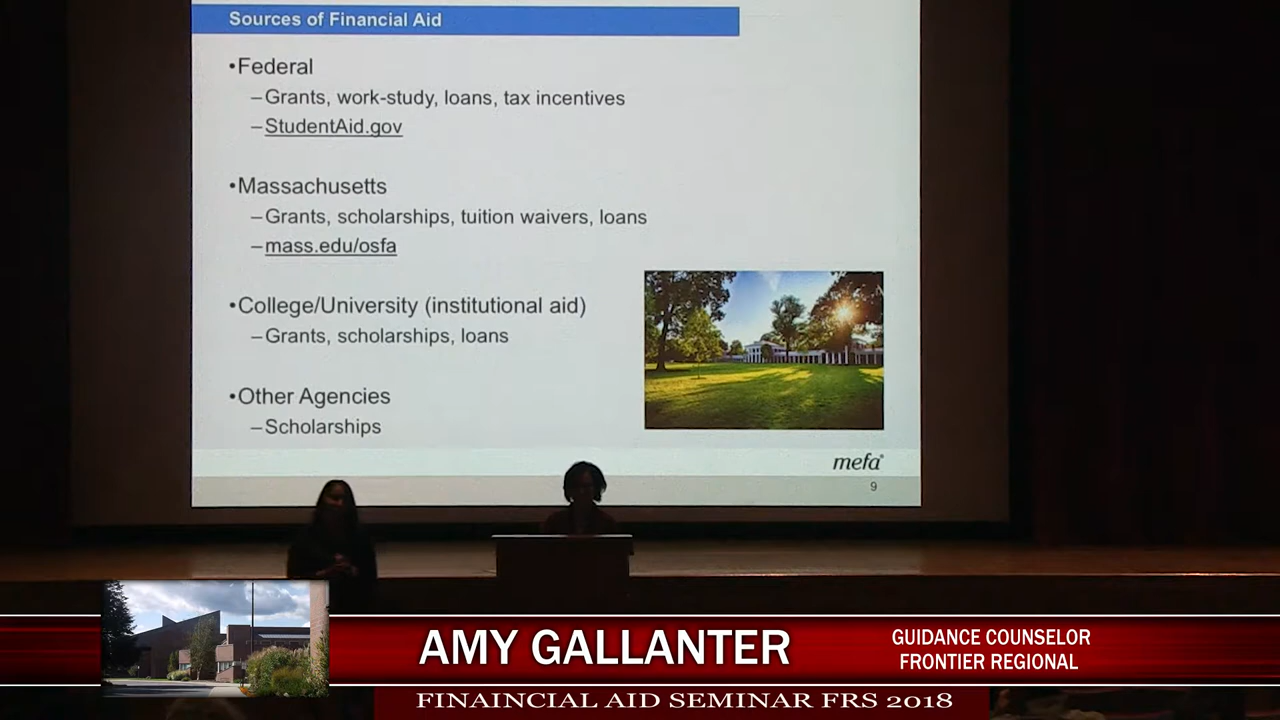 Sources of Financial Aid
•Federal
–Grants, work-study, loans, tax incentives
–StudentAid.gov
•Massachusetts
–Grants, scholarships, tuition waivers, loans
–mass.edu/osfa
•College/University (institutional aid)
–Grants, scholarships, loans
•Other Agencies
–Scholarships
mefa®
9
AMY GALLANTER
GUIDANCE COUNSELOR
FRONTIER REGIONAL
FINAINCIAL AID SEMINAR FRS 2018